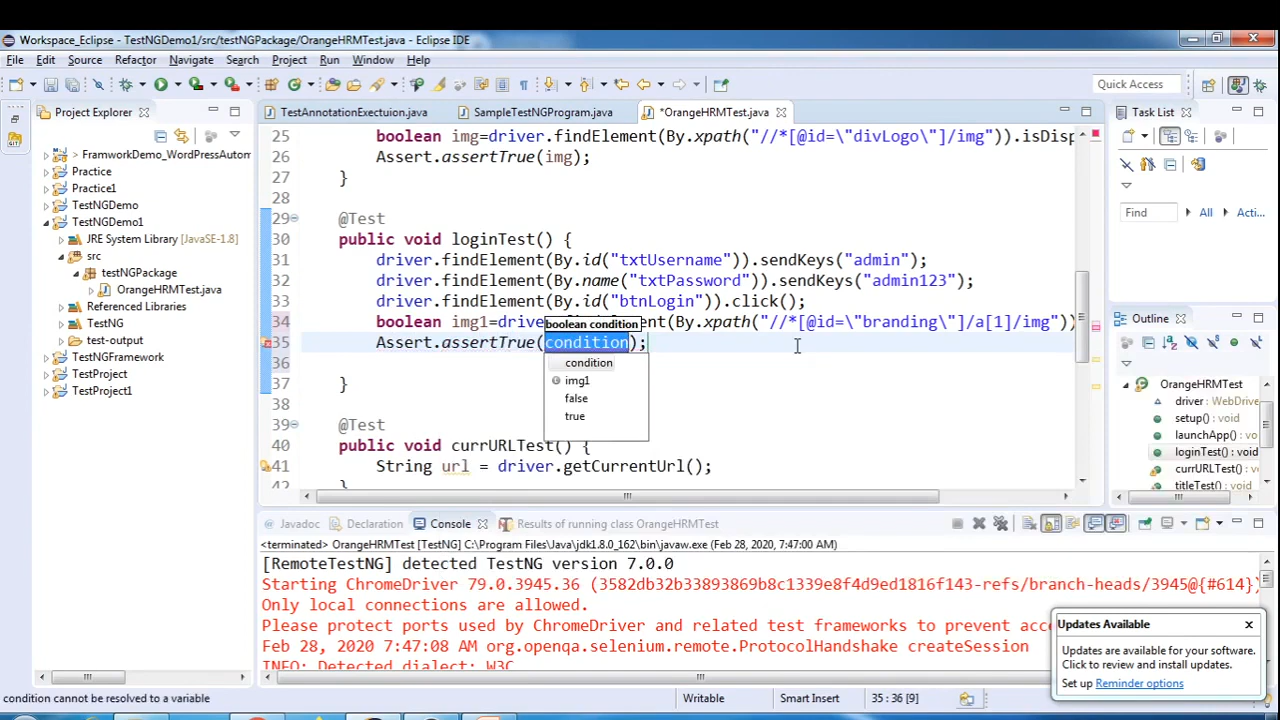 Workspace_Eclipse - TestNGDemo1/src/testNGPackage/OrangeHRMTest.java - Eclipse IDE
File Edit Source Refactor Navigate Search Project Run Window Help
Quick Access
Project Explorer
> FramworkDemo_WordPressAutom
Practice
Practice1
TestNGDemo
TestNGDemo1
JRE System Library [JavaSE-1.8]
src
testNGPackage
OrangeHRMTest.java
Referenced Libraries
TestNG
test-output
TestNGFramework
TestProject
TestProject1
TestAnnotationExectuion.java SampleTestNGProgram.java *OrangeHRMTest.java
25 boolean img=driver.findElement(By.xpath("//*[@id=\"divLogo\"]/img")).isDisp
26 Assert.assertTrue(img);
27 }
28
29 @Test
30 public void loginTest() {
31 driver.findElement(By.id("txtUsername")).sendKeys("admin");
32 driver.findElement(By.name("txtPassword")).sendKeys("admin123");
33 driver.findElement(By.id("btnLogin")).click();
34 boolean img1=drive ment(By.xpath("//*[@id=\"branding\"]/a[1]/img"))
boolean condition
35 Assert.assertTrue(condition);
condition
img1
false
true
36
37 }
38
39 @Test
40 public void currURLTest() {
41 String url = driver.getCurrentUrl();
42 }
Task List
Find All Acti...
Outline
OrangeHRMTest
driver : WebDrive
setup() : void
launchApp() : void
loginTest() : void
currURLTest() : vo
titleTest() : void
Javadoc Declaration Console Results of running class OrangeHRMTest
<terminated> OrangeHRMTest [TestNG] C:\Program Files\Java\jdk1.8.0_162\bin\javaw.exe (Feb 28, 2020, 7:47:00 AM)
[RemoteTestNG] detected TestNG version 7.0.0
Starting ChromeDriver 79.0.3945.36 (3582db32b33893869b8c1339e8f4d9ed1816f143-refs/branch-heads/3945@{#614})
Only local connections are allowed.
Please protect ports used by ChromeDriver and related test frameworks to prevent acc
Feb 28, 2020 7:47:08 AM org.openqa.selenium.remote.ProtocolHandshake createSession
INFO: Detected dialect: W3C
Updates Available
Updates are available for your software.
Click to review and install updates.
Set up Reminder options
condition cannot be resolved to a variable
Writable Smart Insert 35 : 36 [9]